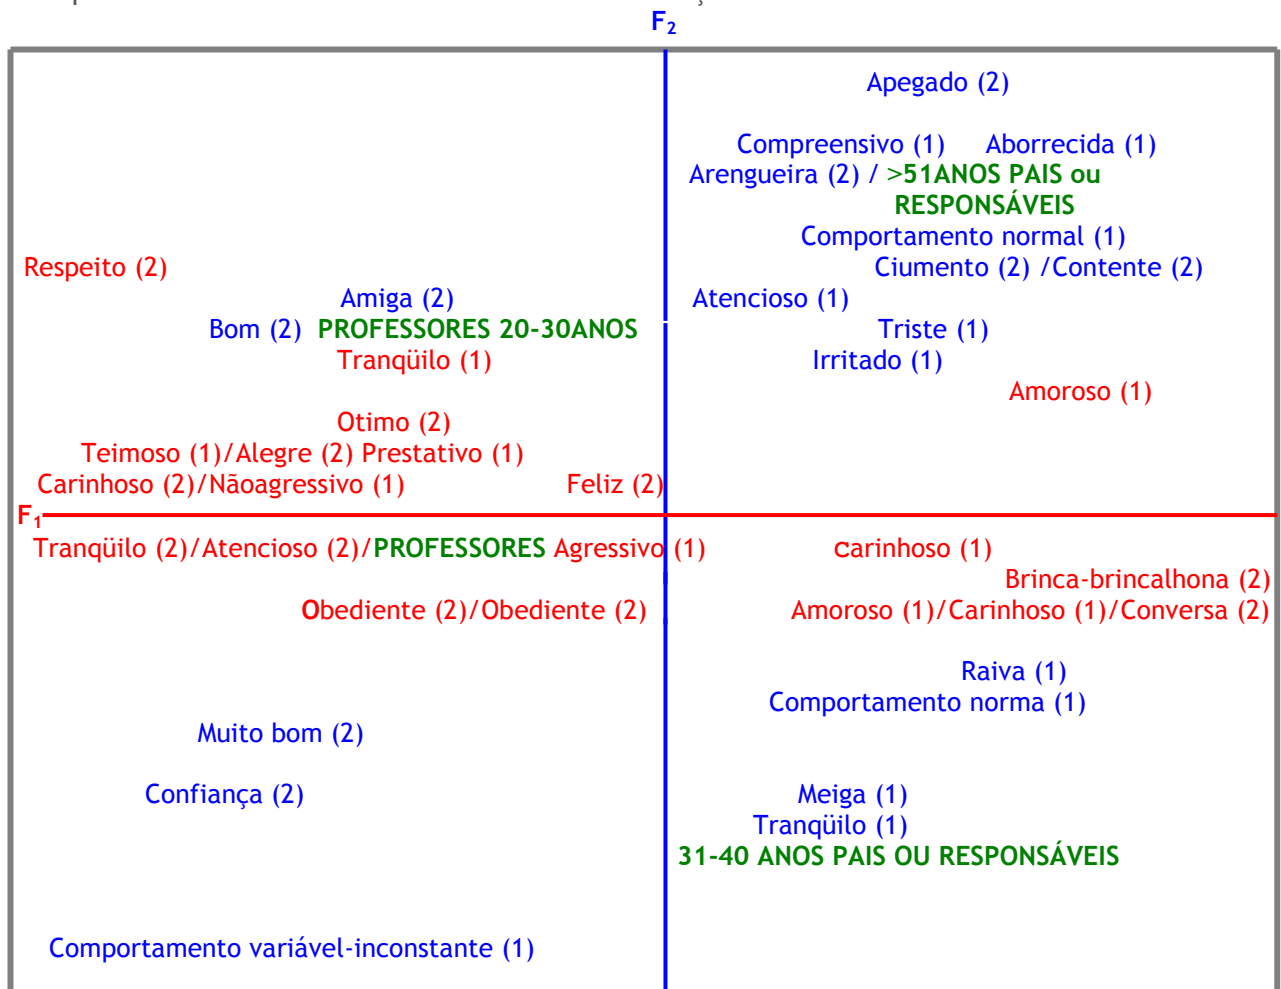 F2
Apegado (2)
Compreensivo (1) Aborrecida (1)
Arengueira (2) / >51ANOS PAIS ou
RESPONSÁVEIS
Comportamento normal (1)
Respeito (2) Ciumento (2) /Contente (2)
Amiga (2) Atencioso (1)
Bom (2) PROFESSORES 20-30ANOS Triste (1)
Tranqüilo (1) Irritado (1)
Amoroso (1)
Otimo (2)
Teimoso (1)/Alegre (2) Prestativo (1)
Carinhoso (2)/Nãoagressivo (1) Feliz (2)
F1
Tranqüilo (2)/Atencioso (2)/PROFESSORES Agressivo (1) carinhoso (1)
Brinca-brincalhona (2)
Obediente (2)/Obediente (2) Amoroso (1)/Carinhoso (1)/Conversa (2)
Raiva (1)
Comportamento norma (1)
Muito bom (2)
Confiança (2) Meiga (1)
Tranqüilo (1)
31-40 ANOS PAIS OU RESPONSÁVEIS
Comportamento variável-inconstante (1)